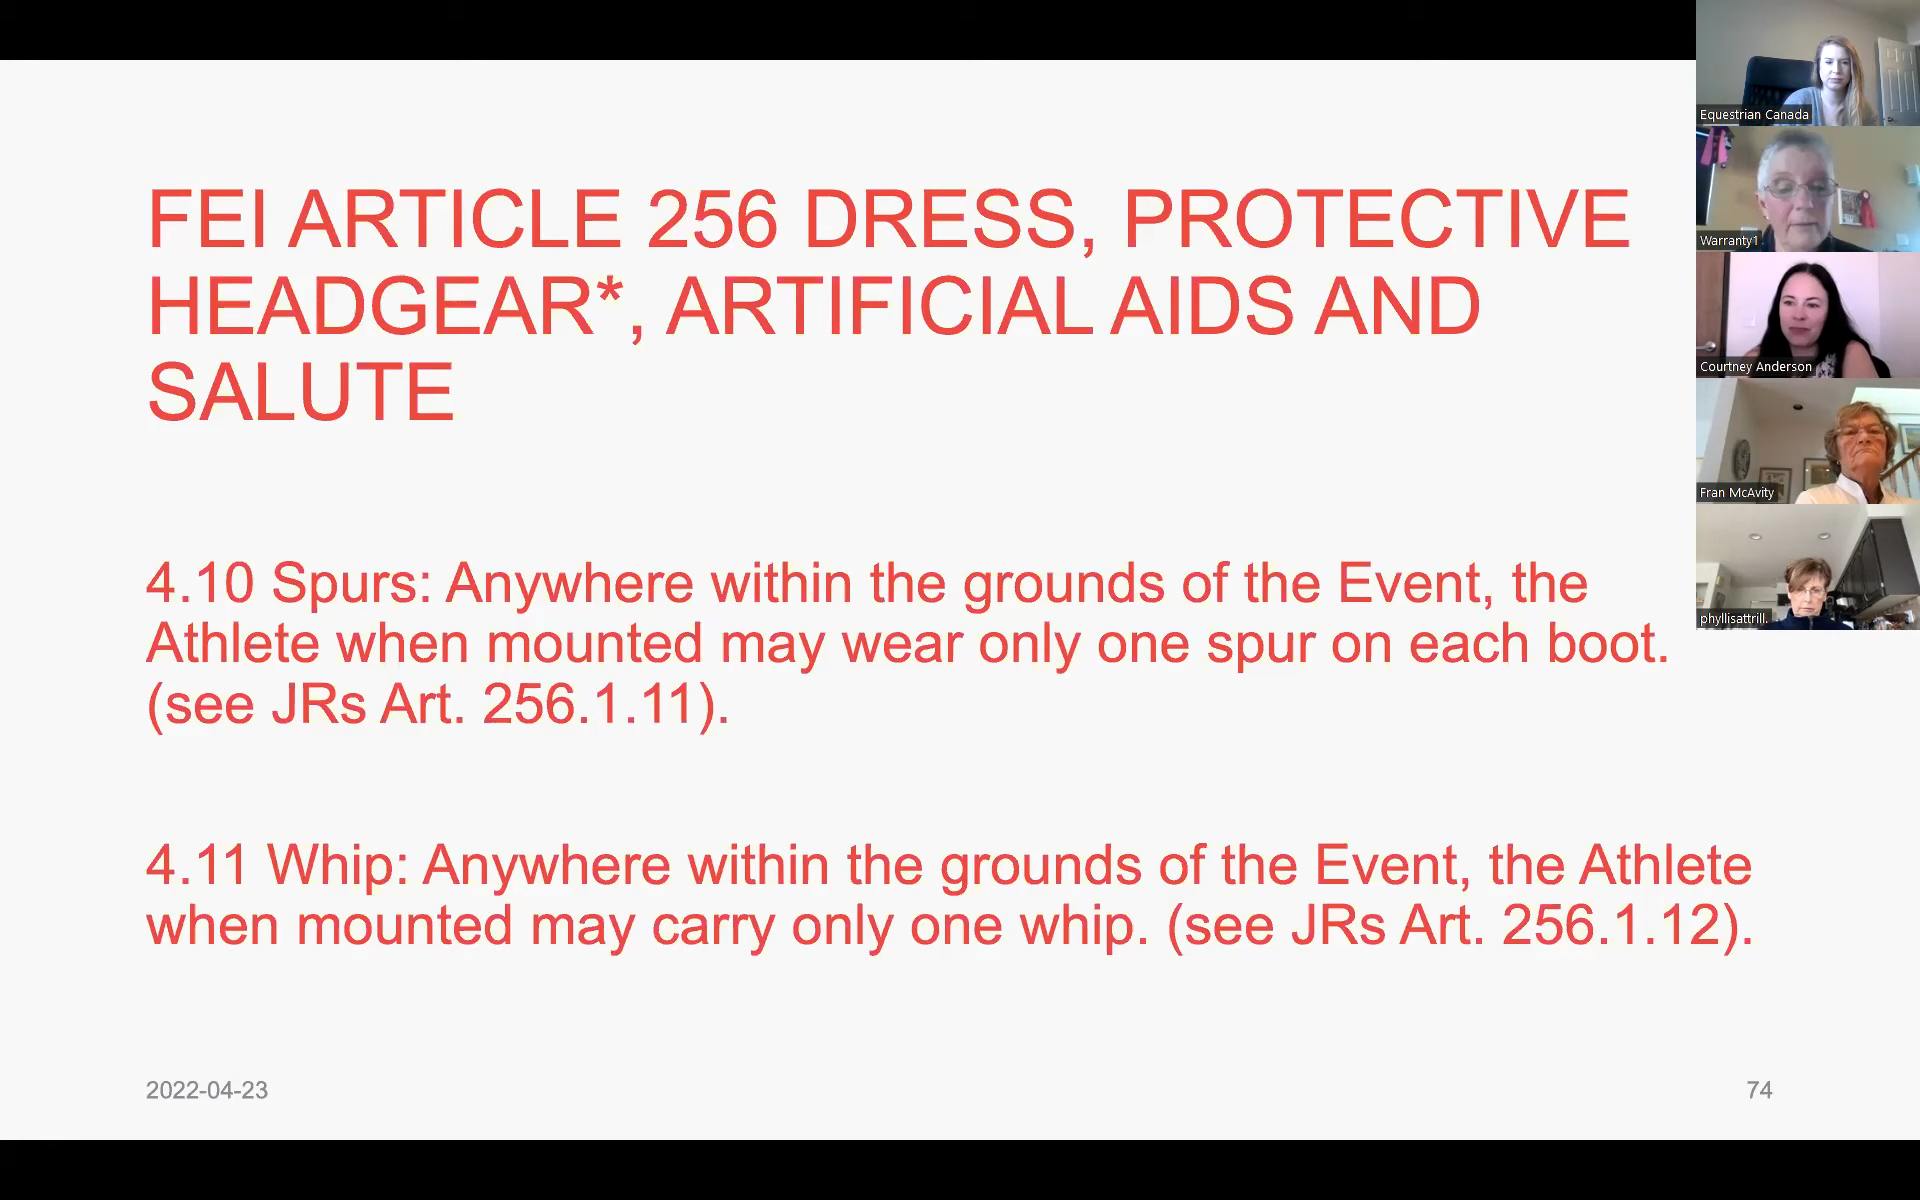 FEI ARTICLE 256 DRESS, PROTECTIVE
HEADGEAR*, ARTIFICIAL AIDS AND
SALUTE
4.10 Spurs: Anywhere within the grounds of the Event, the
Athlete when mounted may wear only one spur on each boot.
(see JRs Art. 256.1.11).
4.11 Whip: Anywhere within the grounds of the Event, the Athlete
when mounted may carry only one whip. (see JRs Art. 256.1.12).
2022-04-23
74
Equestrian Canada
Warranty1
Courtney Anderson
Fran McAvity
phyllisattrill.